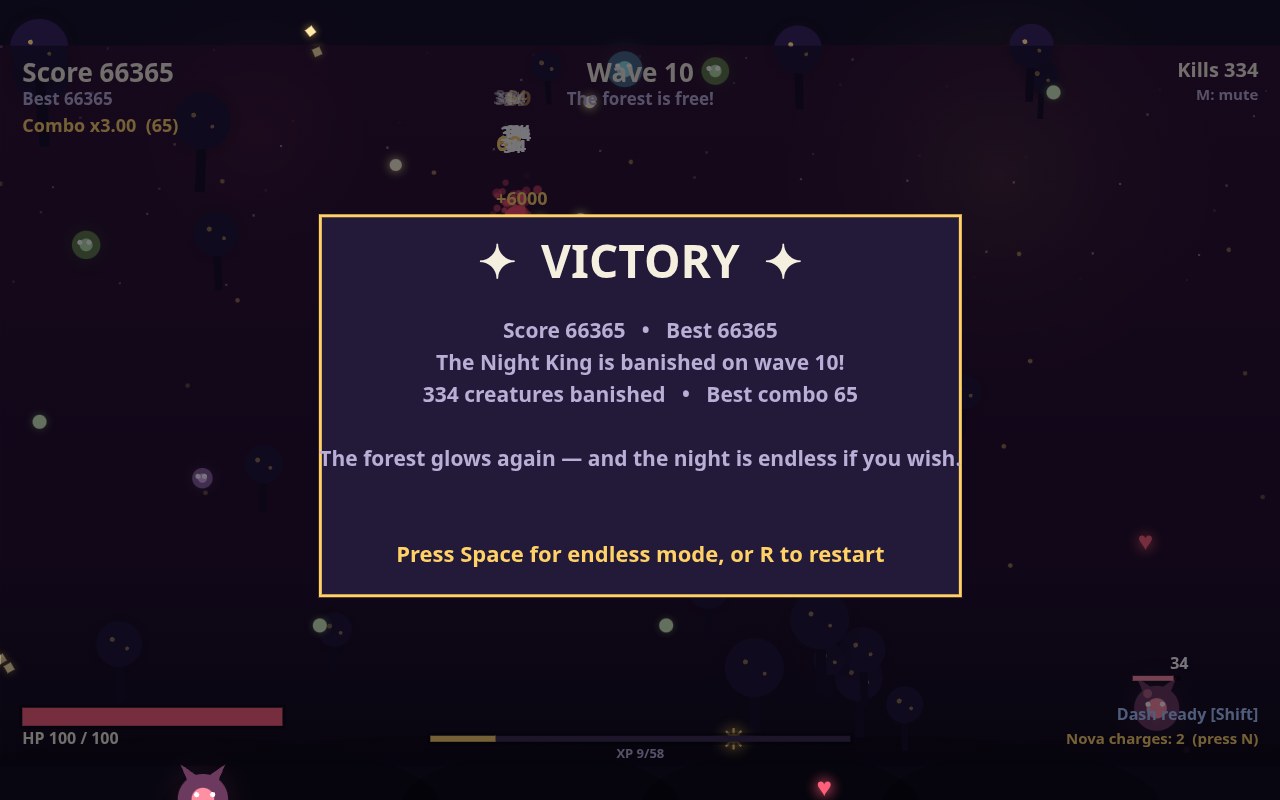 Score 66365
Best 66365
Combo x3.00 (65)
Wave 10
The forest is free!
Kills 334
M: mute
+6000
✦ VICTORY ✦
Score 66365 • Best 66365
The Night King is banished on wave 10!
334 creatures banished • Best combo 65
The forest glows again — and the night is endless if you wish.
Press Space for endless mode, or R to restart
34
HP 100 / 100
XP 9/58
Dash ready [Shift]
Nova charges: 2 (press N)